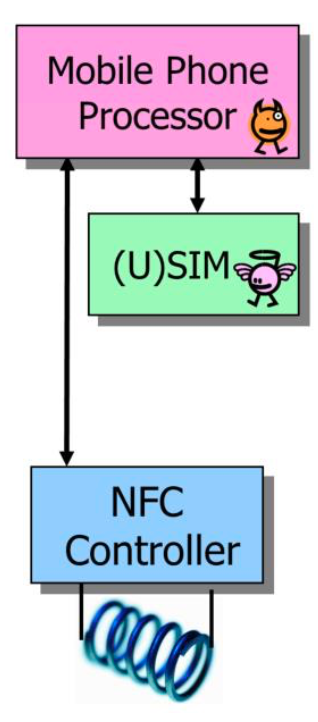 Mobile Phone
Processor
(U)SIM
NFC
Controller